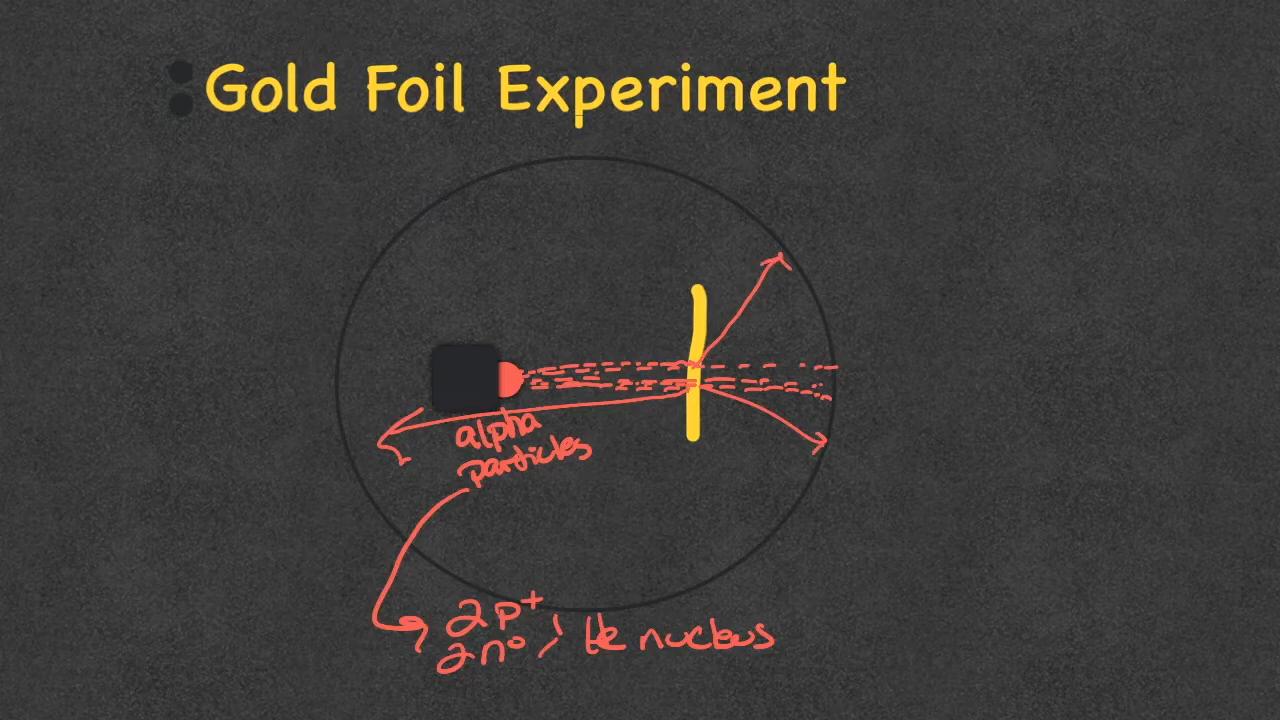 Gold Foil Experiment
alpha
particles
2p⁺
2n⁰ ; He nucleus